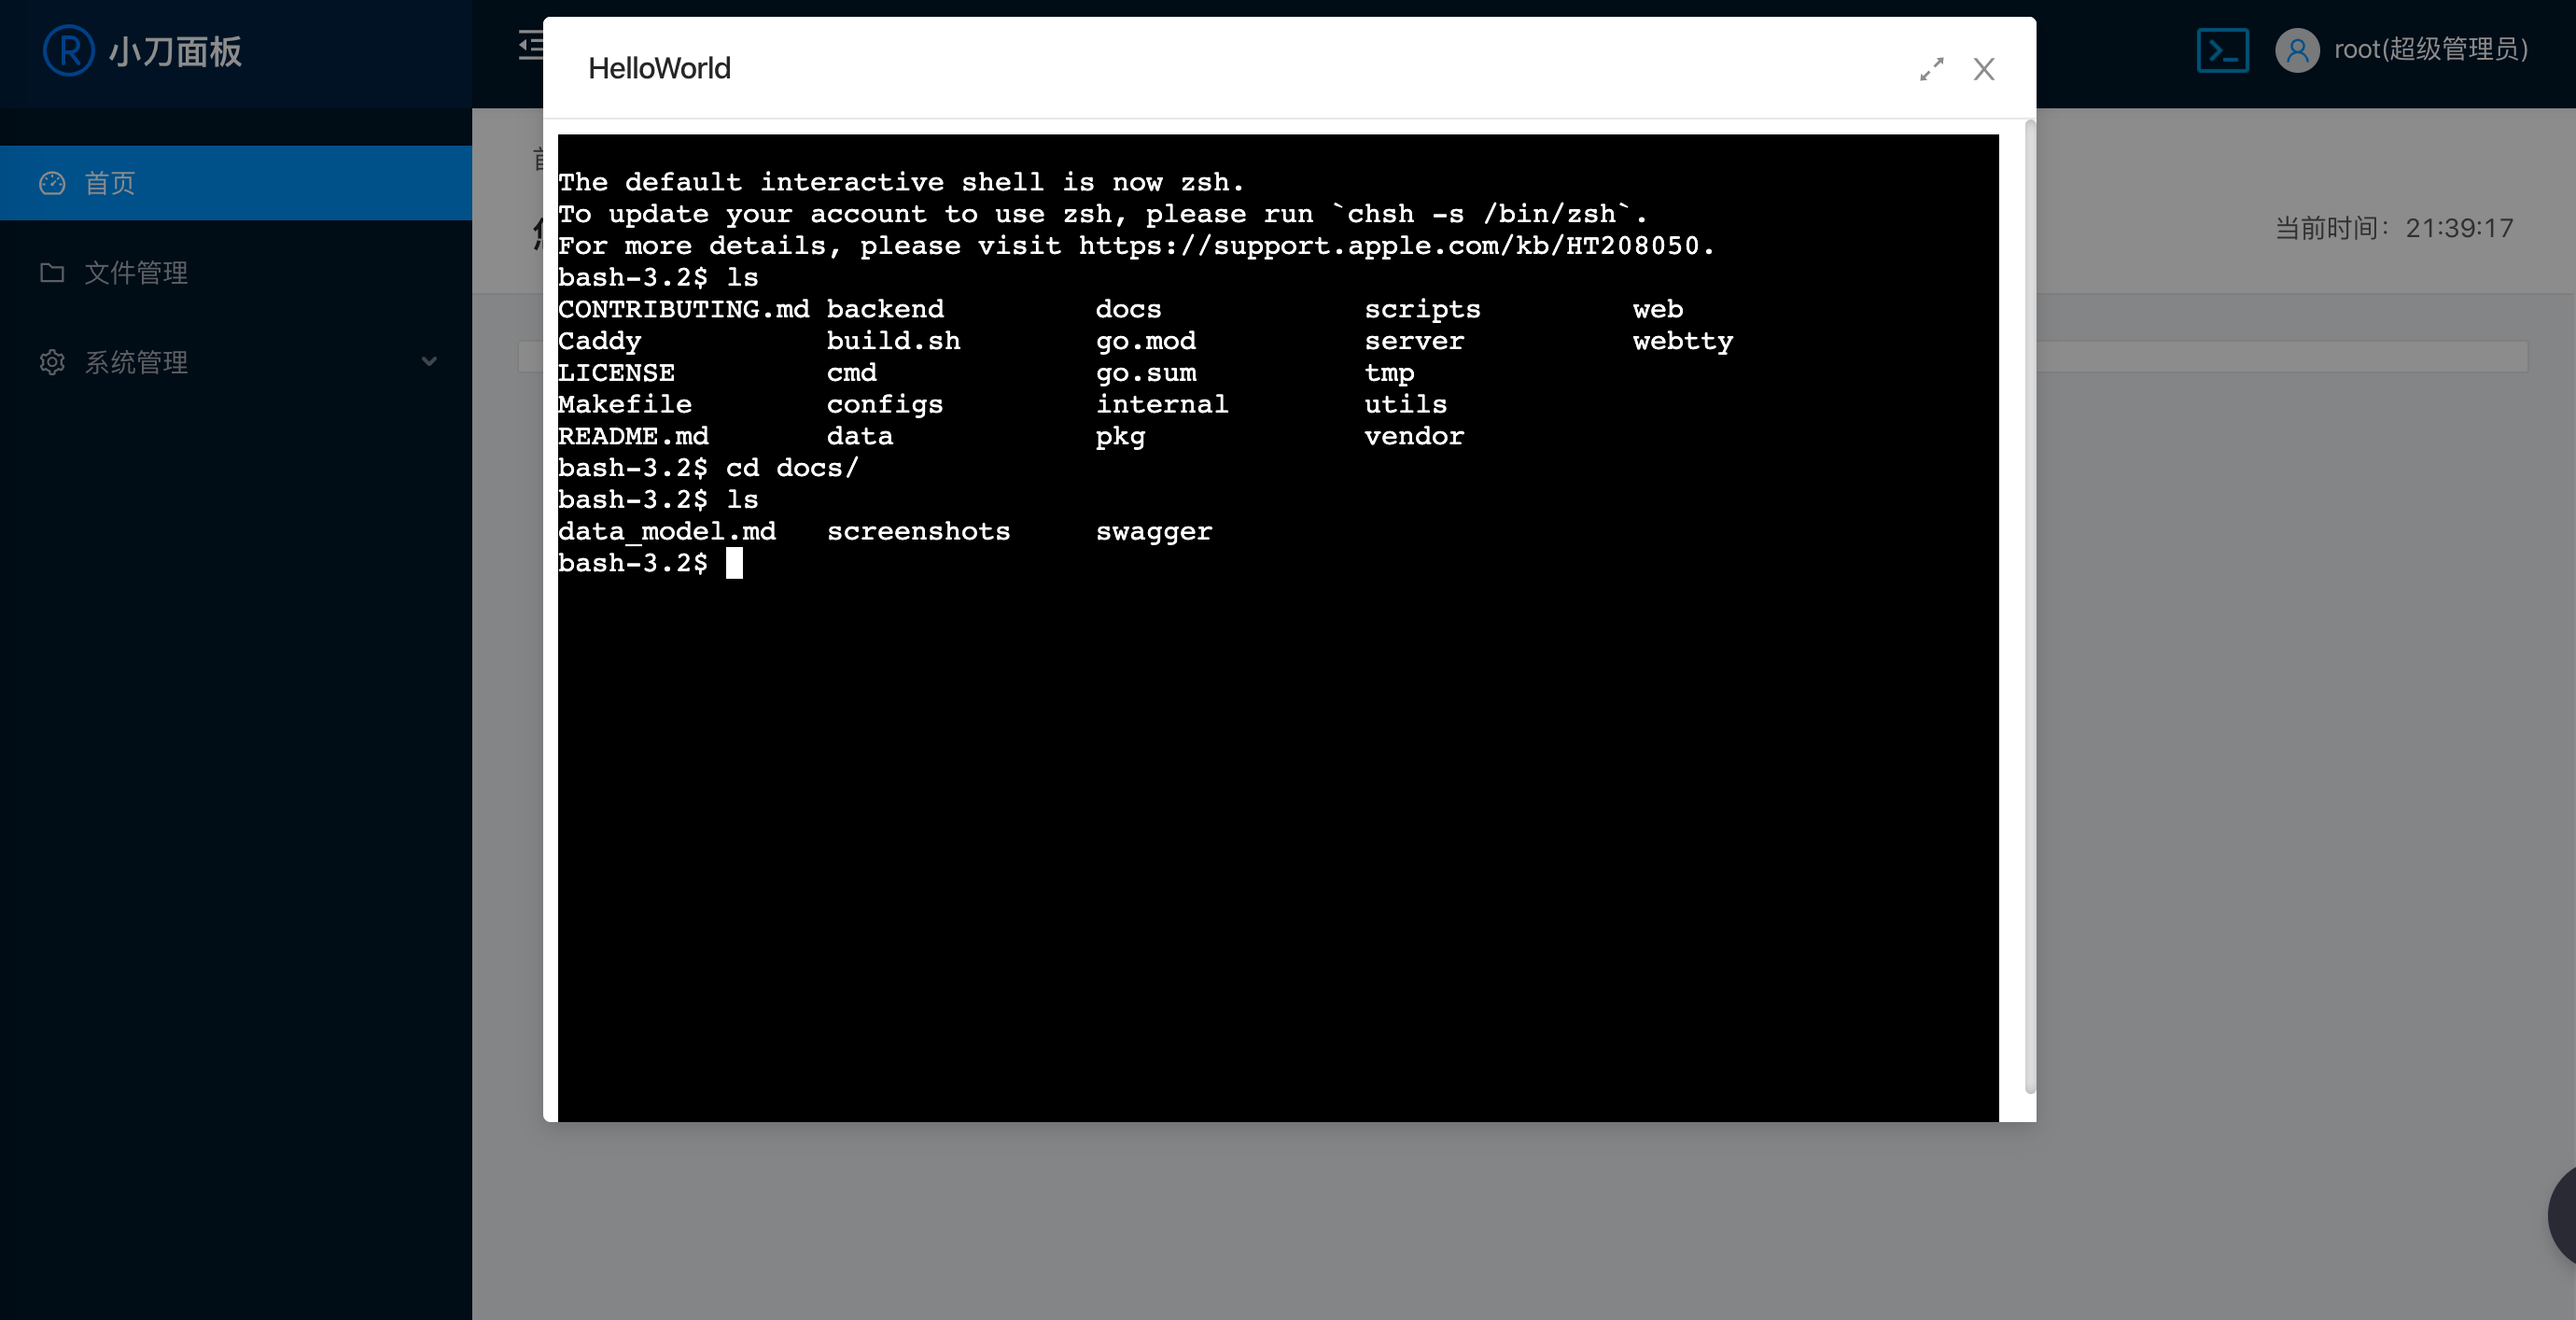 小刀面板
root(超级管理员)
首页
文件管理
系统管理
当前时间：21:39:17
HelloWorld
The default interactive shell is now zsh.
To update your account to use zsh, please run `chsh -s /bin/zsh`.
For more details, please visit https://support.apple.com/kb/HT208050.
bash-3.2$ ls
CONTRIBUTING.md backend docs scripts web
Caddy build.sh go.mod server webtty
LICENSE cmd go.sum tmp
Makefile configs internal utils
README.md data pkg vendor
bash-3.2$ cd docs/
bash-3.2$ ls
data_model.md screenshots swagger
bash-3.2$